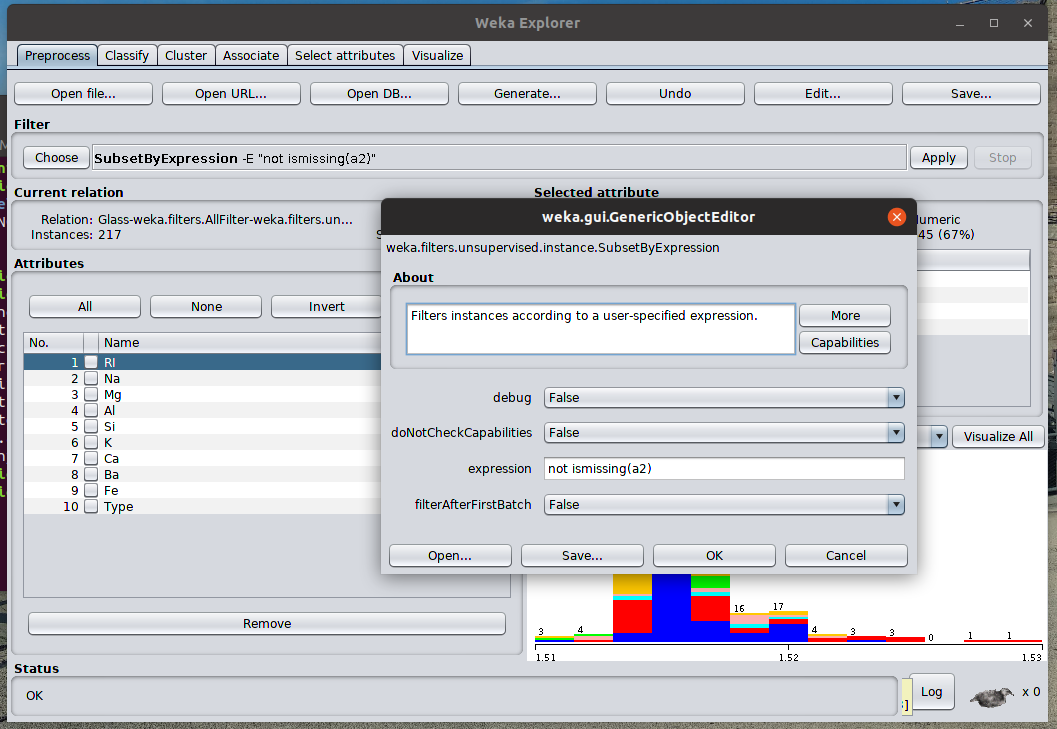 Weka Explorer
Preprocess Classify Cluster Associate Select attributes Visualize
Open file... Open URL... Open DB... Generate... Undo Edit... Save...
Filter
Choose SubsetByExpression -E "not ismissing(a2)" Apply Stop
Current relation
Relation: Glass-weka.filters.AllFilter-weka.filters.un...
Instances: 217
Selected attribute
45 (67%)
weka.gui.GenericObjectEditor
weka.filters.unsupervised.instance.SubsetByExpression
About
Filters instances according to a user-specified expression.
More
Capabilities
debug False
doNotCheckCapabilities False
expression not ismissing(a2)
filterAfterFirstBatch False
Open... Save... OK Cancel
Attributes
All None Invert
No. Name
1 RI
2 Na
3 Mg
4 Al
5 Si
6 K
7 Ca
8 Ba
9 Fe
10 Type
Remove
Visualize All
3 4 16 17 4 3 3 0 1 1
1.51 1.52 1.53
Status
OK
Log
x 0